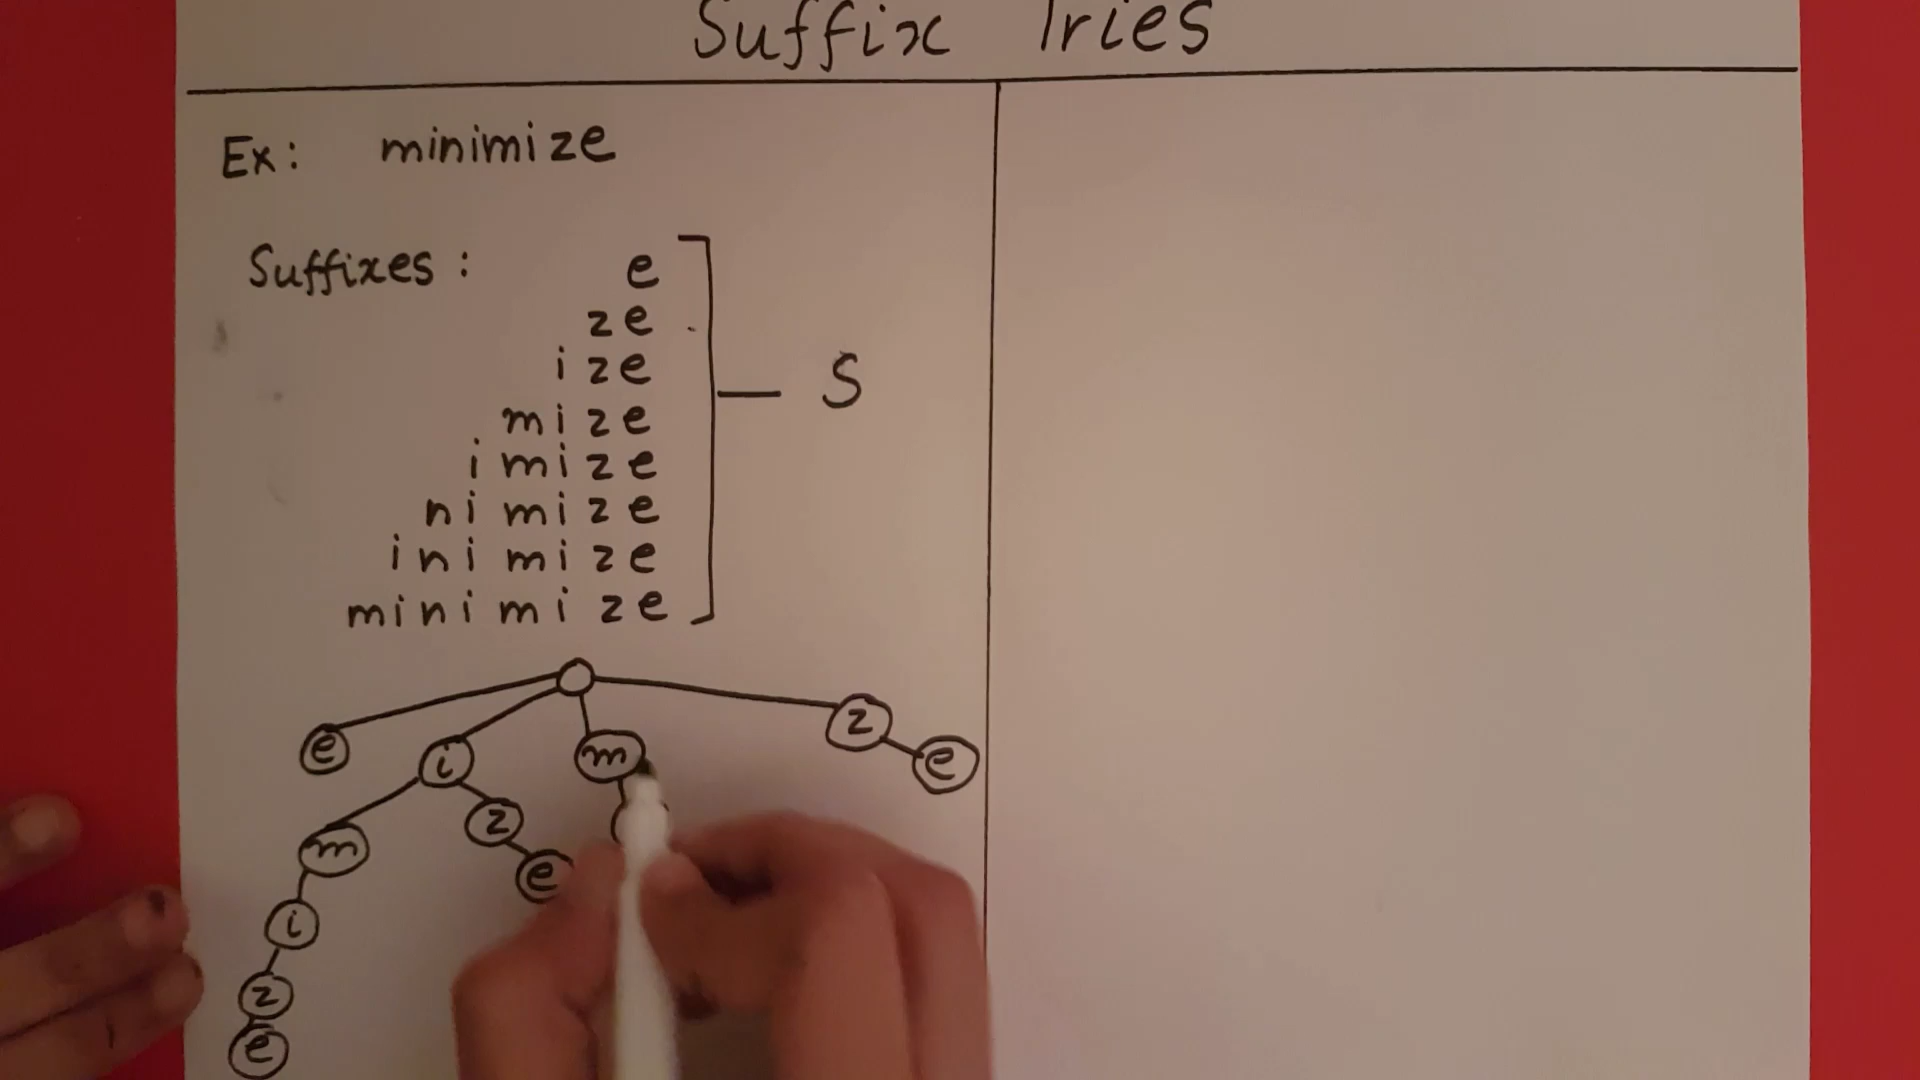 Suffix Tries
Ex: minimize
Suffixes : e
ze
ize
mize
imize
nimize
inimize
minimize
S
e i m z
e
m z
e
i
z
e